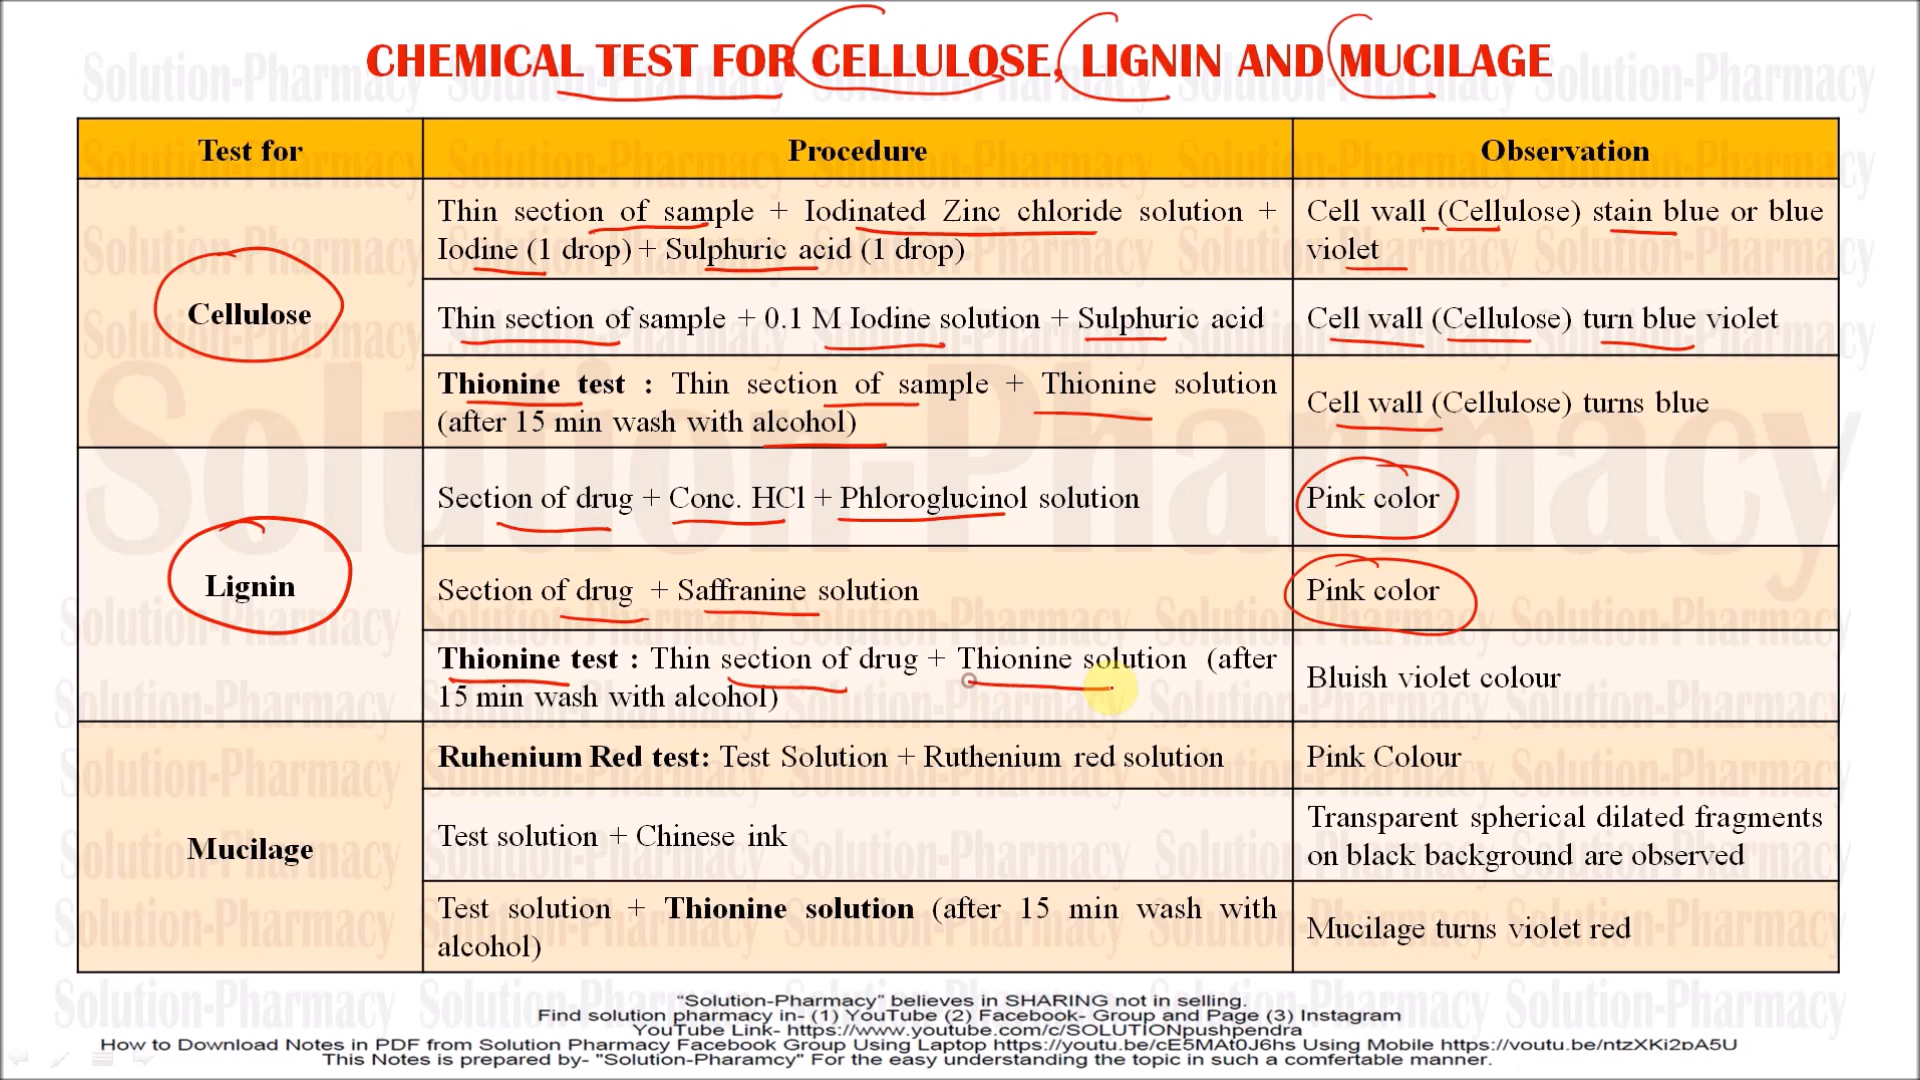 CHEMICAL TEST FOR CELLULOSE, LIGNIN AND MUCILAGE
Test for
Procedure
Observation
Cellulose
Thin section of sample + Iodinated Zinc chloride solution +
Iodine (1 drop) + Sulphuric acid (1 drop)
Cell wall (Cellulose) stain blue or blue
violet
Thin section of sample + 0.1 M Iodine solution + Sulphuric acid
Cell wall (Cellulose) turn blue violet
Thionine test : Thin section of sample + Thionine solution
(after 15 min wash with alcohol)
Cell wall (Cellulose) turns blue
Lignin
Section of drug + Conc. HCl + Phloroglucinol solution
Pink color
Section of drug + Saffranine solution
Pink color
Thionine test : Thin section of drug + Thionine solution (after
15 min wash with alcohol)
Bluish violet colour
Mucilage
Ruhenium Red test: Test Solution + Ruthenium red solution
Pink Colour
Test solution + Chinese ink
Transparent spherical dilated fragments
on black background are observed
Test solution + Thionine solution (after 15 min wash with
alcohol)
Mucilage turns violet red
Solution-Pharmacy
"Solution-Pharmacy" believes in SHARING not in selling.
Find solution pharmacy in- (1) YouTube (2) Facebook- Group and Page (3) Instagram
YouTube Link- https://www.youtube.com/c/SOLUTIONpushpendra
How to Download Notes in PDF from Solution Pharmacy Facebook Group Using Laptop https://youtu.be/cE5MAt0J6hs Using Mobile https://youtu.be/ntzXKi2pA5U
This Notes is prepared by- "Solution-Pharamcy" For the easy understanding the topic in such a comfertable manner.